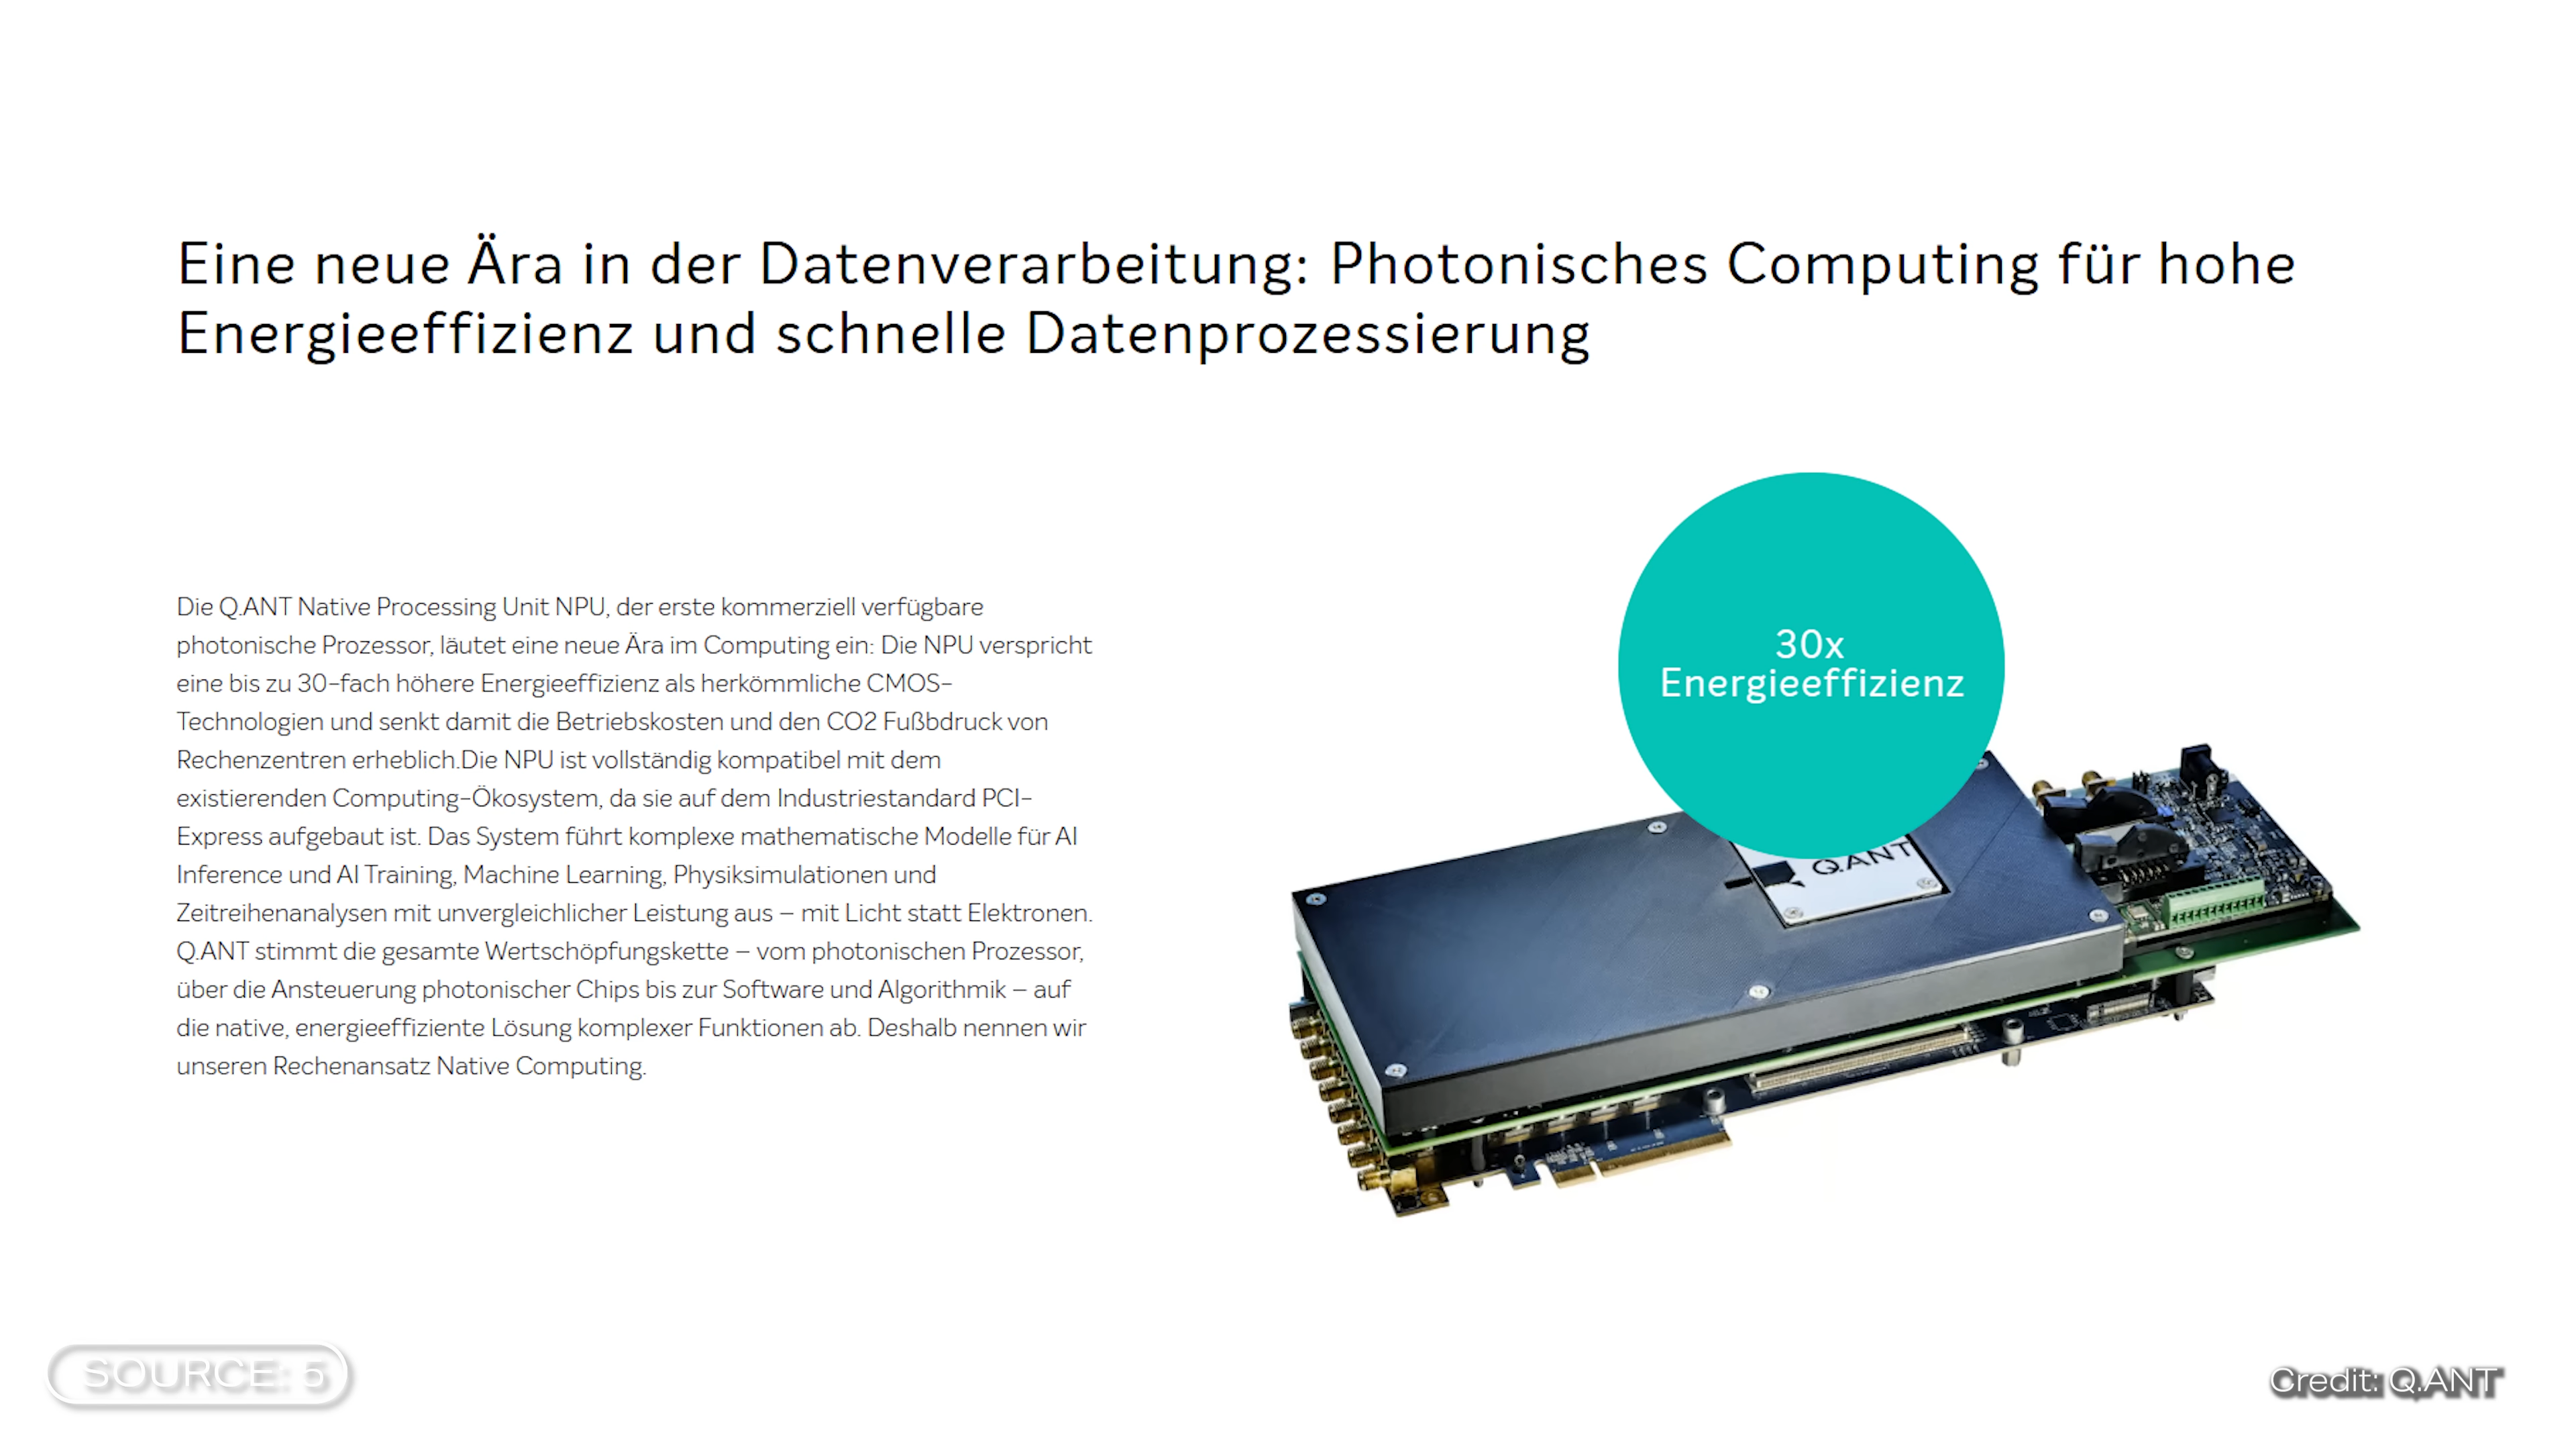 Eine neue Ära in der Datenverarbeitung: Photonisches Computing für hohe
Energieeffizienz und schnelle Datenprozessierung
Die Q.ANT Native Processing Unit NPU, der erste kommerziell verfügbare
photonische Prozessor, läutet eine neue Ära im Computing ein: Die NPU verspricht
eine bis zu 30-fach höhere Energieeffizienz als herkömmliche CMOS-
Technologien und senkt damit die Betriebskosten und den CO2 Fußbdruck von
Rechenzentren erheblich.Die NPU ist vollständig kompatibel mit dem
existierenden Computing-Ökosystem, da sie auf dem Industriestandard PCI-
Express aufgebaut ist. Das System führt komplexe mathematische Modelle für AI
Inference und AI Training, Machine Learning, Physiksimulationen und
Zeitreihenanalysen mit unvergleichlicher Leistung aus – mit Licht statt Elektronen.
Q.ANT stimmt die gesamte Wertschöpfungskette – vom photonischen Prozessor,
über die Ansteuerung photonischer Chips bis zur Software und Algorithmik – auf
die native, energieeffiziente Lösung komplexer Funktionen ab. Deshalb nennen wir
unseren Rechenansatz Native Computing.
30x
Energieeffizienz
Q.ANT
SOURCE: 5
Credit: Q.ANT